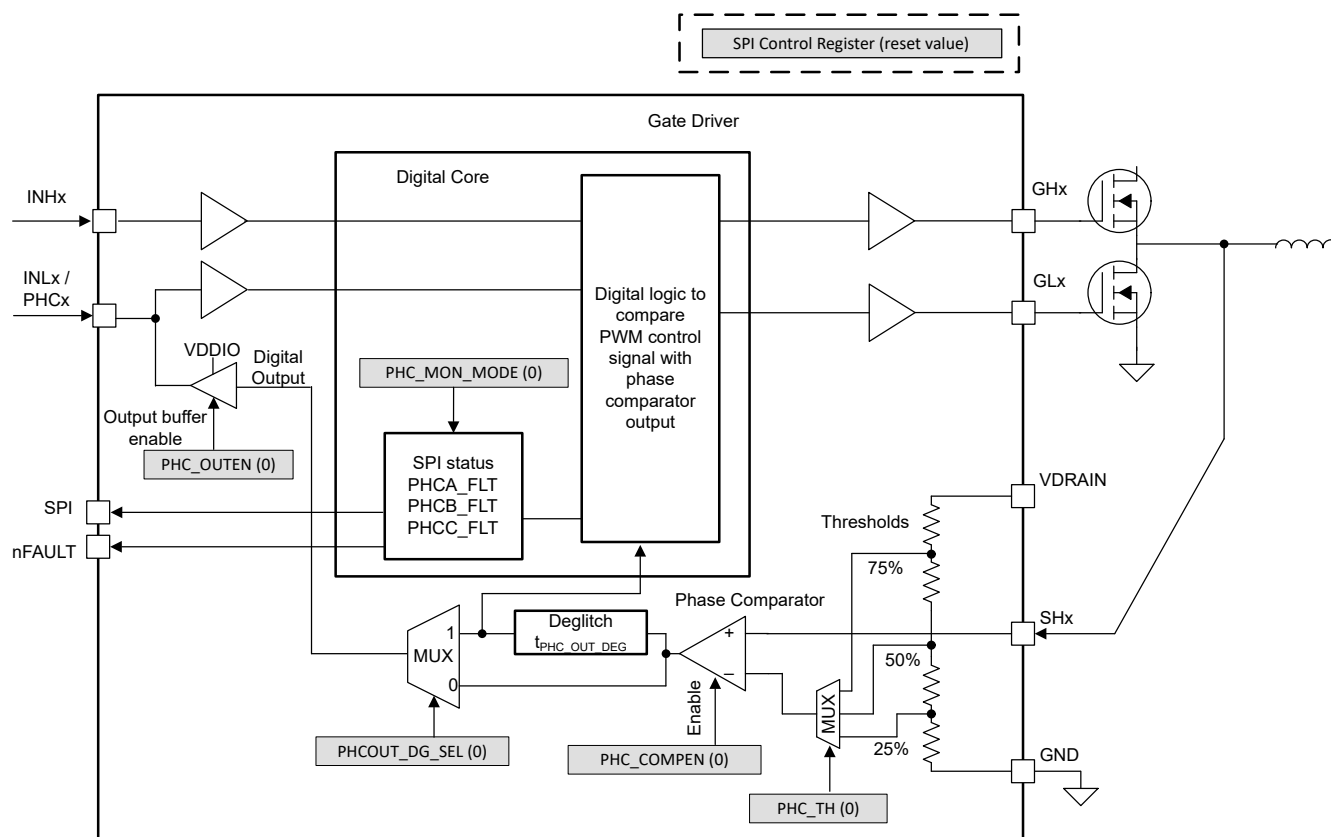 SPI Control Register (reset value)
Gate Driver
Digital Core
INHx
GHx
INLx /
PHCx
GLx
Digital logic to
compare
PWM control
signal with
phase
comparator
output
VDDIO
Digital
Output
PHC_MON_MODE (0)
Output buffer
enable
PHC_OUTEN (0)
SPI status
PHCA_FLT
PHCB_FLT
PHCC_FLT
SPI
nFAULT
VDRAIN
Thresholds
75%
Phase Comparator
Deglitch
tPHC_OUT_DEG
1
MUX
0
+
–
SHx
50%
Enable
MUX
25%
PHCOUT_DG_SEL (0)
PHC_COMPEN (0)
GND
PHC_TH (0)